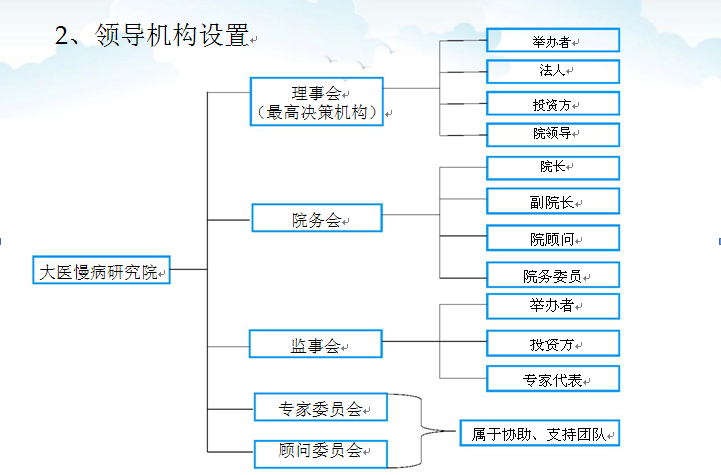 2、领导机构设置
大医慢病研究院
理事会
（最高决策机构）
举办者
法人
投资方
院领导
院务会
院长
副院长
院顾问
院务委员
监事会
举办者
投资方
专家代表
专家委员会
顾问委员会
属于协助、支持团队